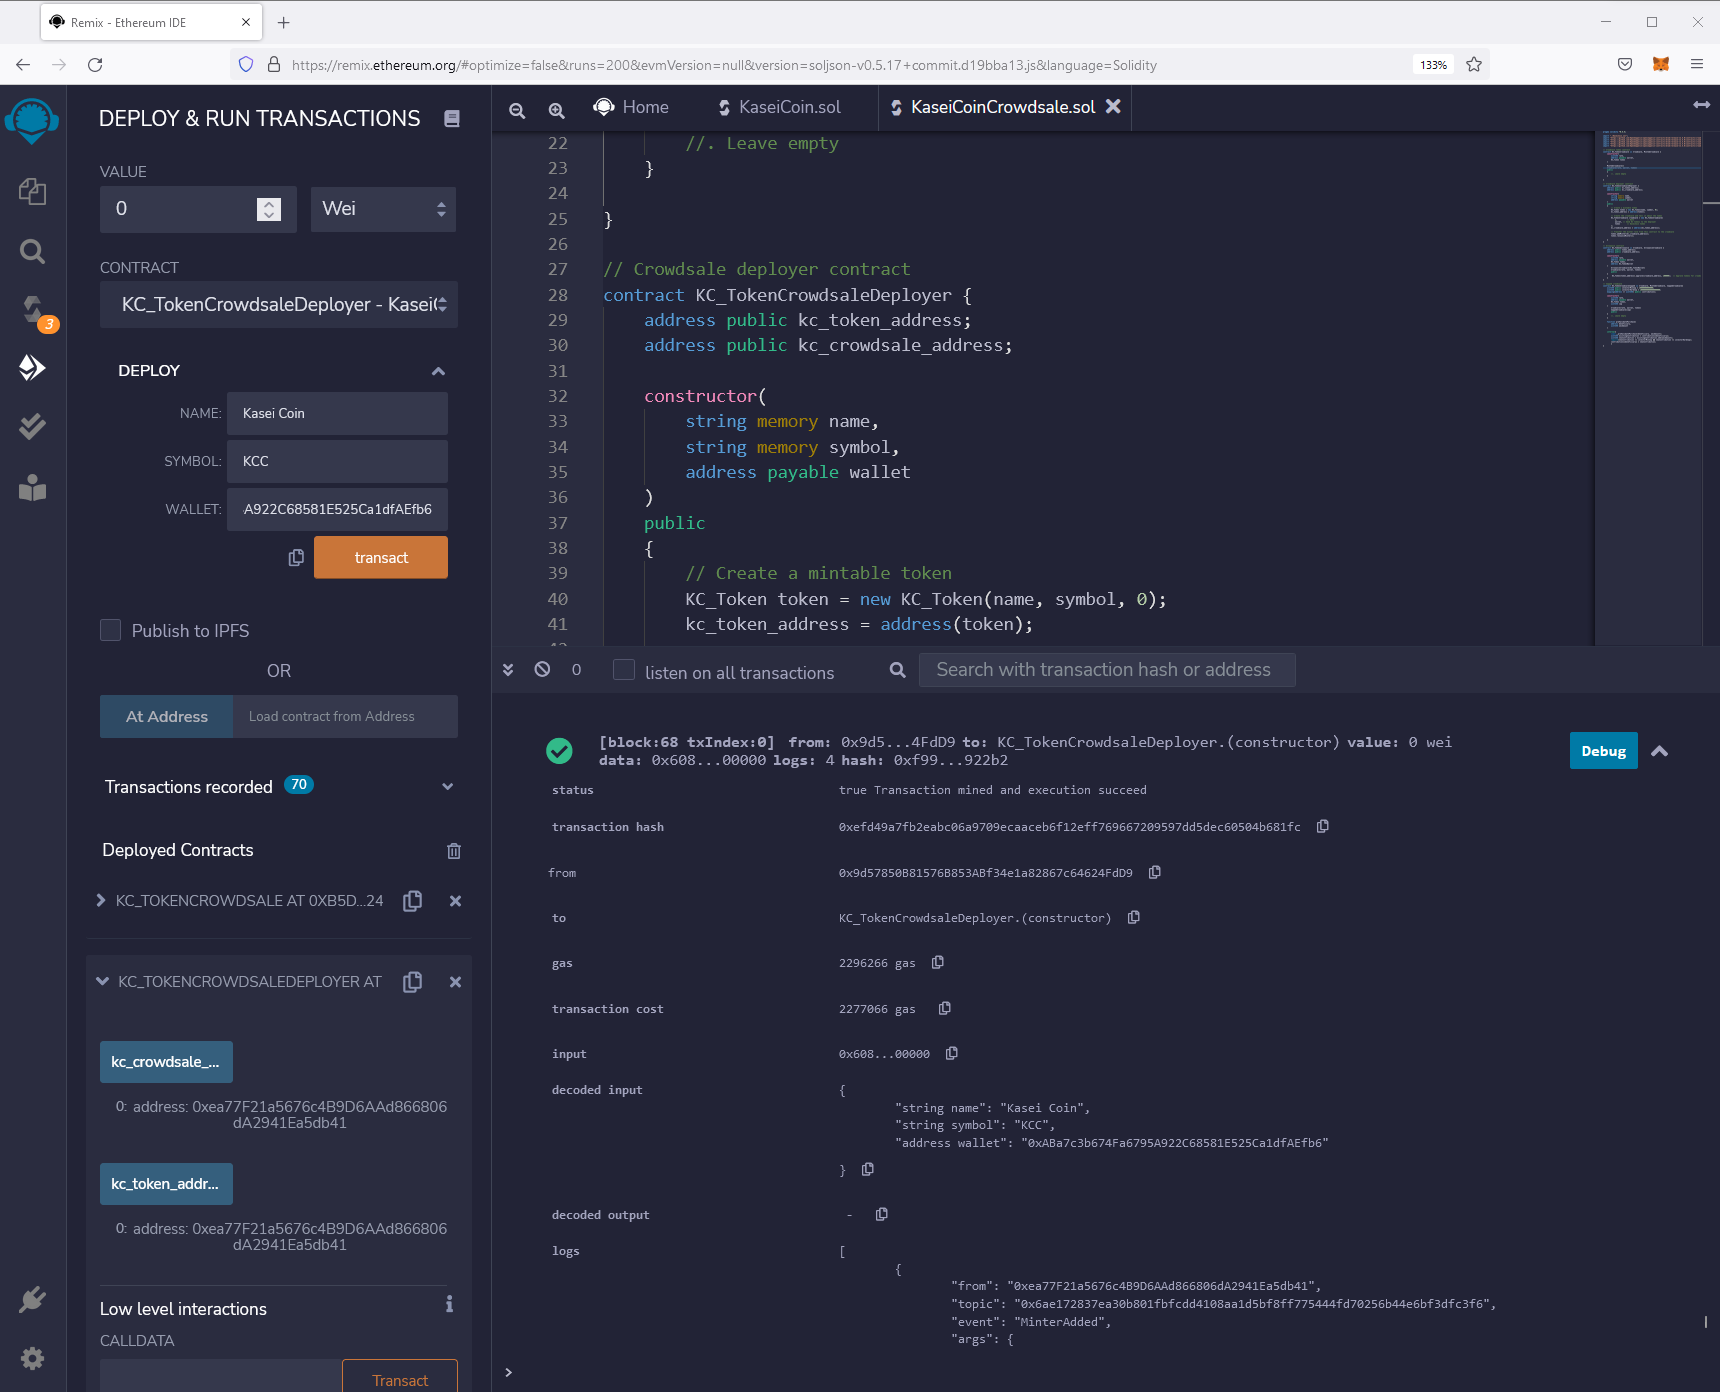 Remix - Ethereum IDE
https://remix.ethereum.org/#optimize=false&runs=200&evmVersion=null&version=soljson-v0.5.17+commit.d19bba13.js&language=Solidity
133%
DEPLOY & RUN TRANSACTIONS
VALUE
0
Wei
CONTRACT
KC_TokenCrowdsaleDeployer - Kasei
3
DEPLOY
NAME:
Kasei Coin
SYMBOL:
KCC
WALLET:
A922C68581E525Ca1dfAEfb6
transact
Publish to IPFS
OR
At Address
Load contract from Address
Transactions recorded 70
Deployed Contracts
KC_TOKENCROWDSALE AT 0XB5D...24
KC_TOKENCROWDSALEDEPLOYER AT
kc_crowdsale_...
0: address: 0xea77F21a5676c4B9D6AAd866806
dA2941Ea5db41
kc_token_addr...
0: address: 0xea77F21a5676c4B9D6AAd866806
dA2941Ea5db41
Low level interactions
CALLDATA
Transact
Home
KaseiCoin.sol
KaseiCoinCrowdsale.sol
22 //. Leave empty
23 }
24
25 }
26
27 // Crowdsale deployer contract
28 contract KC_TokenCrowdsaleDeployer {
29 address public kc_token_address;
30 address public kc_crowdsale_address;
31
32 constructor(
33 string memory name,
34 string memory symbol,
35 address payable wallet
36 )
37 public
38 {
39 // Create a mintable token
40 KC_Token token = new KC_Token(name, symbol, 0);
41 kc_token_address = address(token);
0
listen on all transactions
Search with transaction hash or address
[block:68 txIndex:0] from: 0x9d5...4FdD9 to: KC_TokenCrowdsaleDeployer.(constructor) value: 0 wei
data: 0x608...00000 logs: 4 hash: 0xf99...922b2
Debug
status true Transaction mined and execution succeed
transaction hash 0xefd49a7fb2eabc06a9709ecaaceb6f12eff769667209597dd5dec60504b681fc
from 0x9d57850B81576B853ABf34e1a82867c64624FdD9
to KC_TokenCrowdsaleDeployer.(constructor)
gas 2296266 gas
transaction cost 2277066 gas
input 0x608...00000
decoded input {
"string name": "Kasei Coin",
"string symbol": "KCC",
"address wallet": "0xABa7c3b674Fa6795A922C68581E525Ca1dfAEfb6"
}
decoded output -
logs [
{
"from": "0xea77F21a5676c4B9D6AAd866806dA2941Ea5db41",
"topic": "0x6ae172837ea30b801fbfcdd4108aa1d5bf8ff775444fd70256b44e6bf3dfc3f6",
"event": "MinterAdded",
"args": {
>